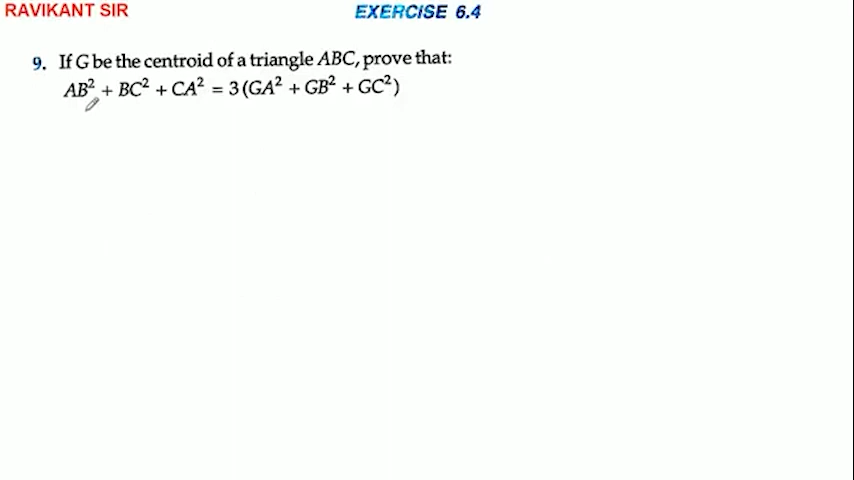 RAVIKANT SIR
EXERCISE 6.4
9. If G be the centroid of a triangle ABC, prove that:
AB² + BC² + CA² = 3 (GA² + GB² + GC²)